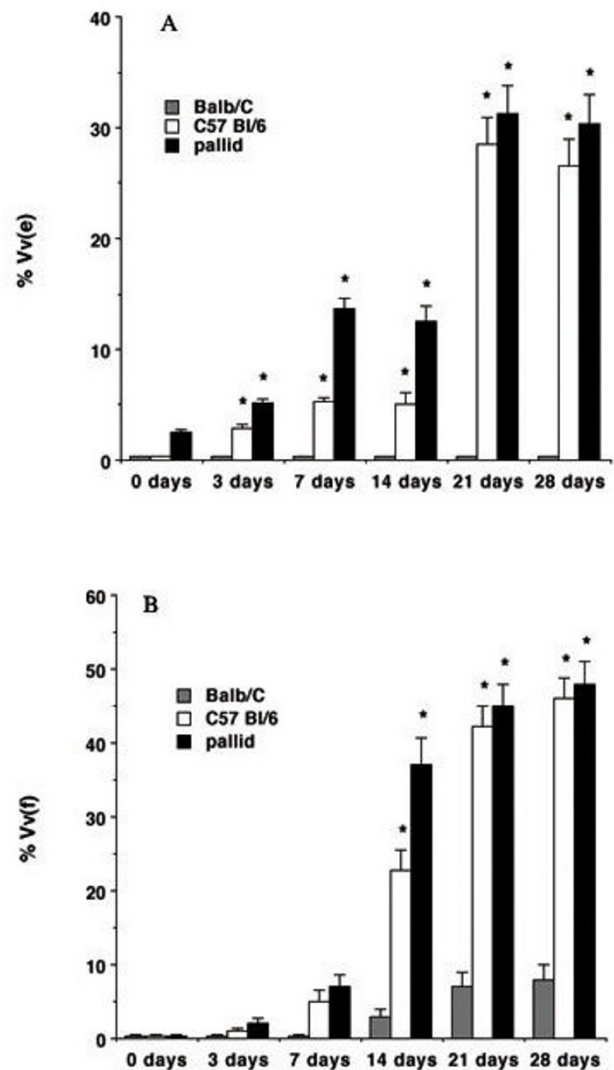 A
40
30
20
10
0
% Vv(e)
Balb/C
C57 Bl/6
pallid
* * * * * * * * * *
0 days 3 days 7 days 14 days 21 days 28 days
B
60
50
40
30
20
10
0
% Vv(f)
Balb/C
C57 Bl/6
pallid
* * * * * *
0 days 3 days 7 days 14 days 21 days 28 days